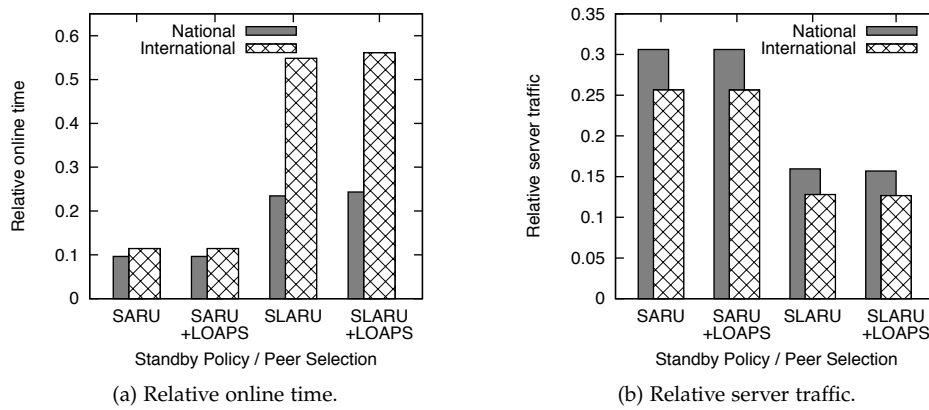 0.6
0.5
0.4
0.3
0.2
0.1
0
Relative online time
National
International
SARU
SARU
+LOAPS
SLARU
SLARU
+LOAPS
Standby Policy / Peer Selection
(a) Relative online time.
0.35
0.3
0.25
0.2
0.15
0.1
0.05
0
Relative server traffic
National
International
SARU
SARU
+LOAPS
SLARU
SLARU
+LOAPS
Standby Policy / Peer Selection
(b) Relative server traffic.